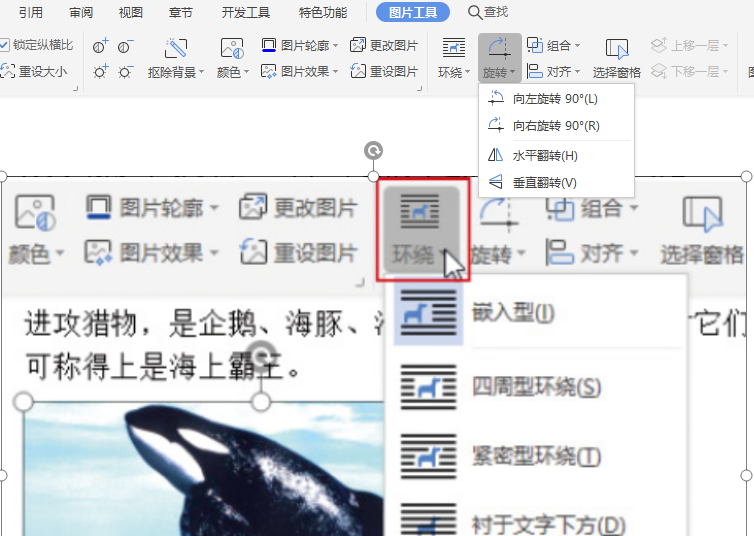 引用 审阅 视图 章节 开发工具 特色功能 图片工具 查找
锁定纵横比 图片轮廓 更改图片 组合 上移一层
重设大小 抠除背景 颜色 图片效果 重设图片 环绕 旋转 对齐 选择窗格 下移一层
向左旋转 90°(L)
向右旋转 90°(R)
水平翻转(H)
垂直翻转(V)
图片轮廓 更改图片 组合
颜色 图片效果 重设图片 环绕 旋转 对齐 选择窗格
进攻猎物，是企鹅、海豚、 它们
可称得上是海上霸王。
嵌入型(I)
四周型环绕(S)
紧密型环绕(T)
衬于文字下方(D)